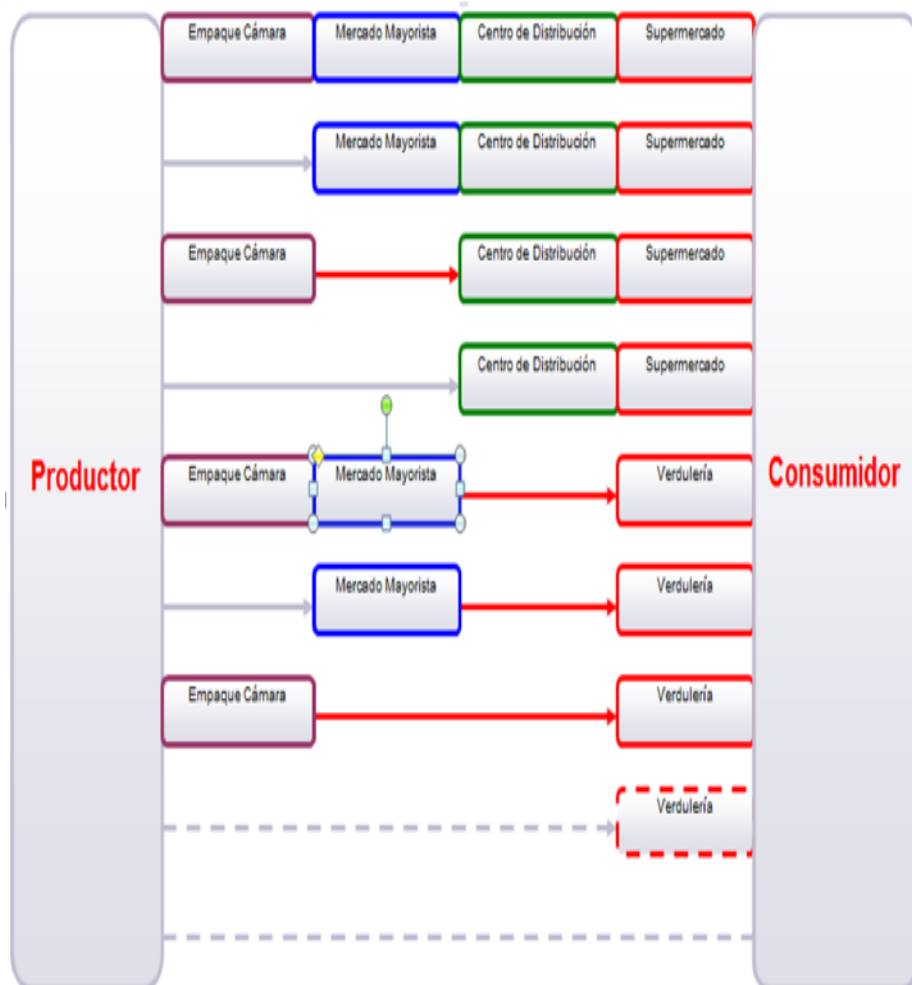 Empaque Cámara Mercado Mayorista Centro de Distribución Supermercado
Mercado Mayorista Centro de Distribución Supermercado
Empaque Cámara Centro de Distribución Supermercado
Centro de Distribución Supermercado
Productor Empaque Cámara Mercado Mayorista Verdulería Consumidor
Mercado Mayorista Verdulería
Empaque Cámara Verdulería
Verdulería